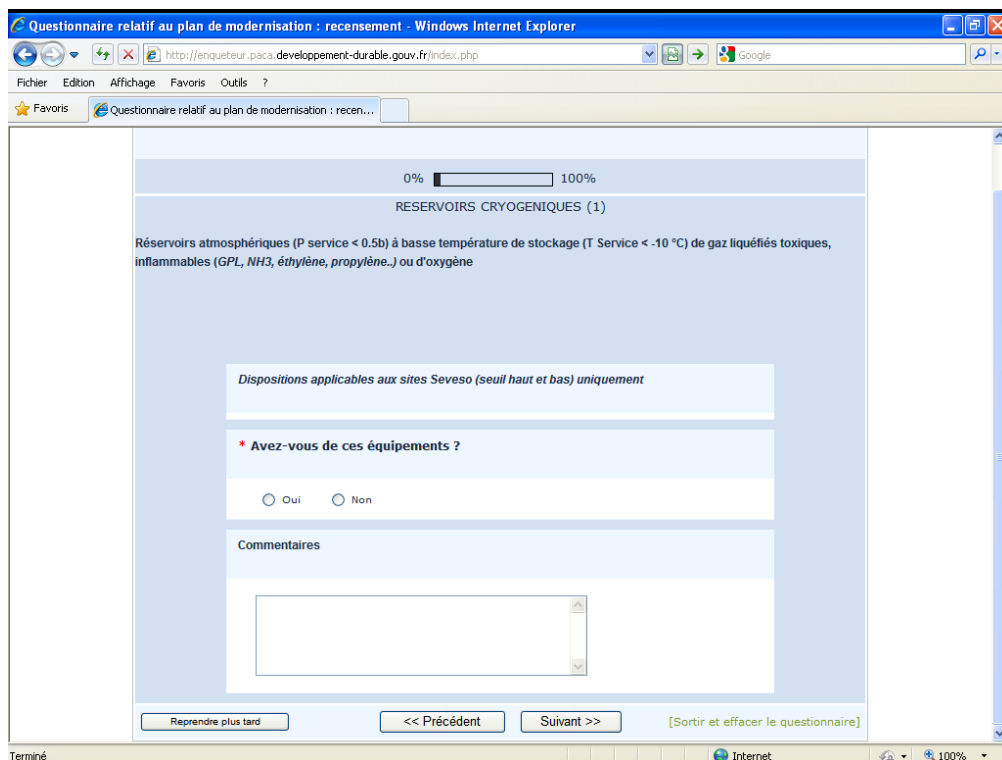 Questionnaire relatif au plan de modernisation : recensement - Windows Internet Explorer
http://enqueteur.paca.developpement-durable.gouv.fr/index.php
Google
Fichier Edition Affichage Favoris Outils ?
Favoris Questionnaire relatif au plan de modernisation : recen...
0% 100%
RESERVOIRS CRYOGENIQUES (1)
Réservoirs atmosphériques (P service < 0.5b) à basse température de stockage (T Service < -10 °C) de gaz liquéfiés toxiques,
inflammables (GPL, NH3, éthylène, propylène..) ou d'oxygène
Dispositions applicables aux sites Seveso (seuil haut et bas) uniquement
* Avez-vous de ces équipements ?
Oui Non
Commentaires
Reprendre plus tard << Précédent Suivant >> [Sortir et effacer le questionnaire]
Terminé Internet 100%